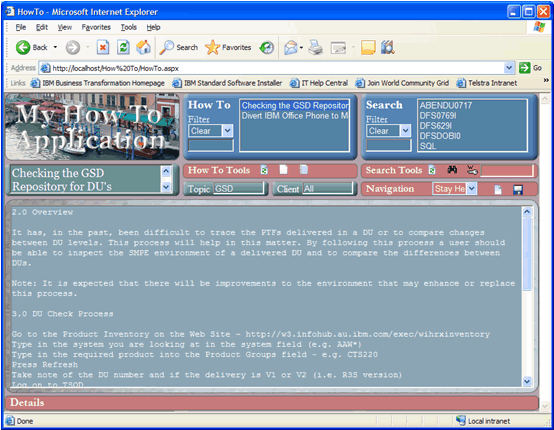 HowTo - Microsoft Internet Explorer
File Edit View Favorites Tools Help
Back Search Favorites
Address http://localhost/How%20To/HowTo.aspx Go
Links IBM Business Transformation Homepage IBM Standard Software Installer IT Help Central Join World Community Grid Telstra Intranet
My How To
Application
How To
Filter
Clear
Checking the GSD Repositor
Divert IBM Office Phone to M
Search
Filter
Clear
ABENDU0717
DFS0769I
DFS629I
DFSDOBI0
SQL
Checking the GSD
Repository for DU's
How To Tools
Search Tools
Topic GSD Client All
Navigation Stay He
2.0 Overview
It has, in the past, been difficult to trace the PTFs delivered in a DU or to compare changes
between DU levels. This process will help in this matter. By following this process a user should
be able to inspect the SMPE environment of a delivered DU and to compare the differences between
DUs.
Note: It is expected that there will be improvements to the environment that may enhance or replace
this process.
3.0 DU Check Process
Go to the Product Inventory on the Web Site - http://w3.infohub.au.ibm.com/exec/wihrxinventory
Type in the system you are looking at in the system field (e.g. AAW*)
Type in the required product into the Product Groups field - e.g. CTS220
Press Refresh
Take note of the DU number and if the delivery is V1 or V2 (i.e. RSS version)
Log on to TSOD
Details
Done Local intranet